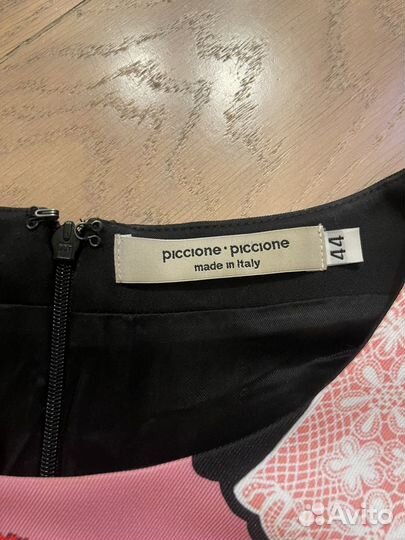 piccione • piccione
made in Italy
44
Avito